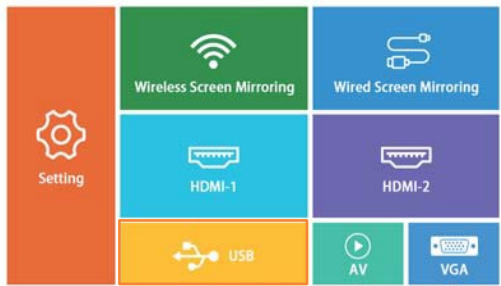 Wireless Screen Mirroring
Wired Screen Mirroring
Setting
HDMI-1
HDMI-2
USB
AV
VGA